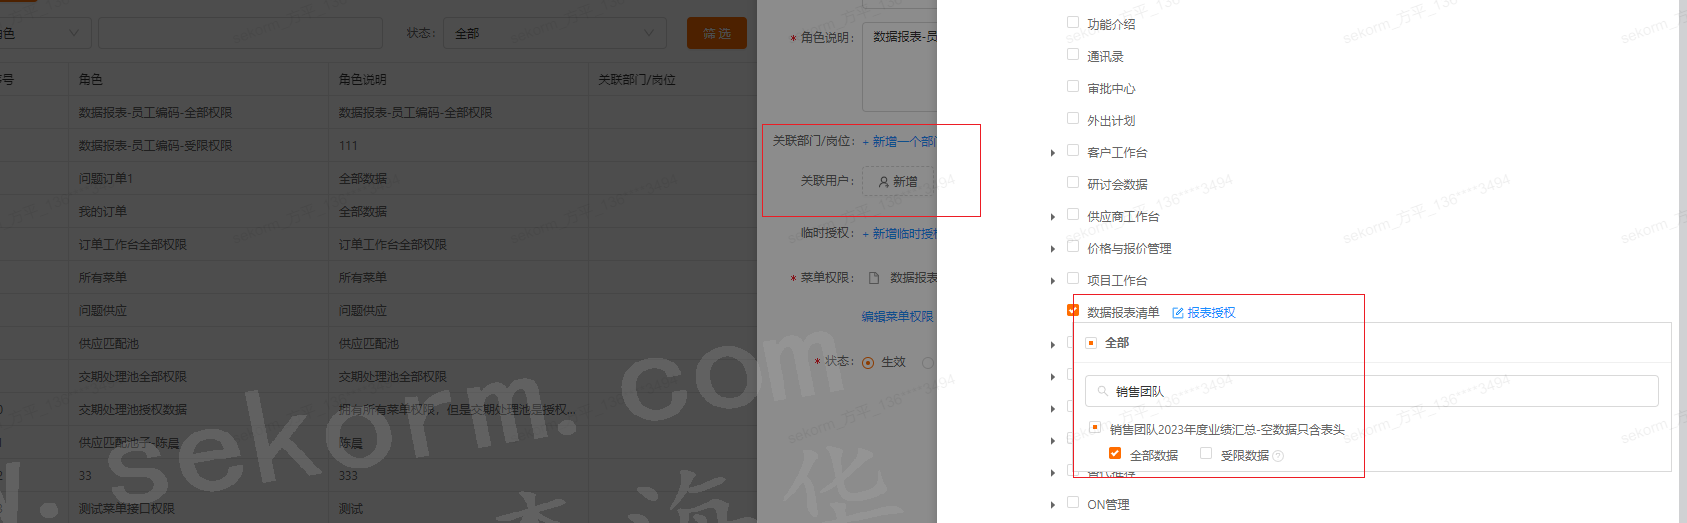 角色
状态： 全部
筛 选
号 角色 角色说明 关联部门/岗位
数据报表-员工编码-全部权限 数据报表-员工编码-全部权限
数据报表-员工编码-受限权限 111
问题订单1 全部数据
我的订单 全部数据
订单工作台全部权限 订单工作台全部权限
所有菜单 所有菜单
问题供应 问题供应
供应匹配池 供应匹配池
交期处理池全部权限 交期处理池全部权限
0 交期处理池授权数据 拥有所有菜单权限，但是交期处理池是授权...
1 供应匹配池子-陈晨 陈晨
2 33 333
测试菜单接口权限 测试
* 角色说明： 数据报表-员
关联部门/岗位： + 新增一个部门
关联用户： 新增
临时授权： + 新增临时授权
* 菜单权限： 数据报表
编辑菜单权限
* 状态： 生效
功能介绍
通讯录
审批中心
外出计划
客户工作台
研讨会数据
供应商工作台
价格与报价管理
项目工作台
数据报表清单 报表授权
全部
销售团队
销售团队2023年度业绩汇总-空数据只含表头
全部数据 受限数据
替代推荐
ON管理
sekorm_方平_136****3494
w.sekorm.com